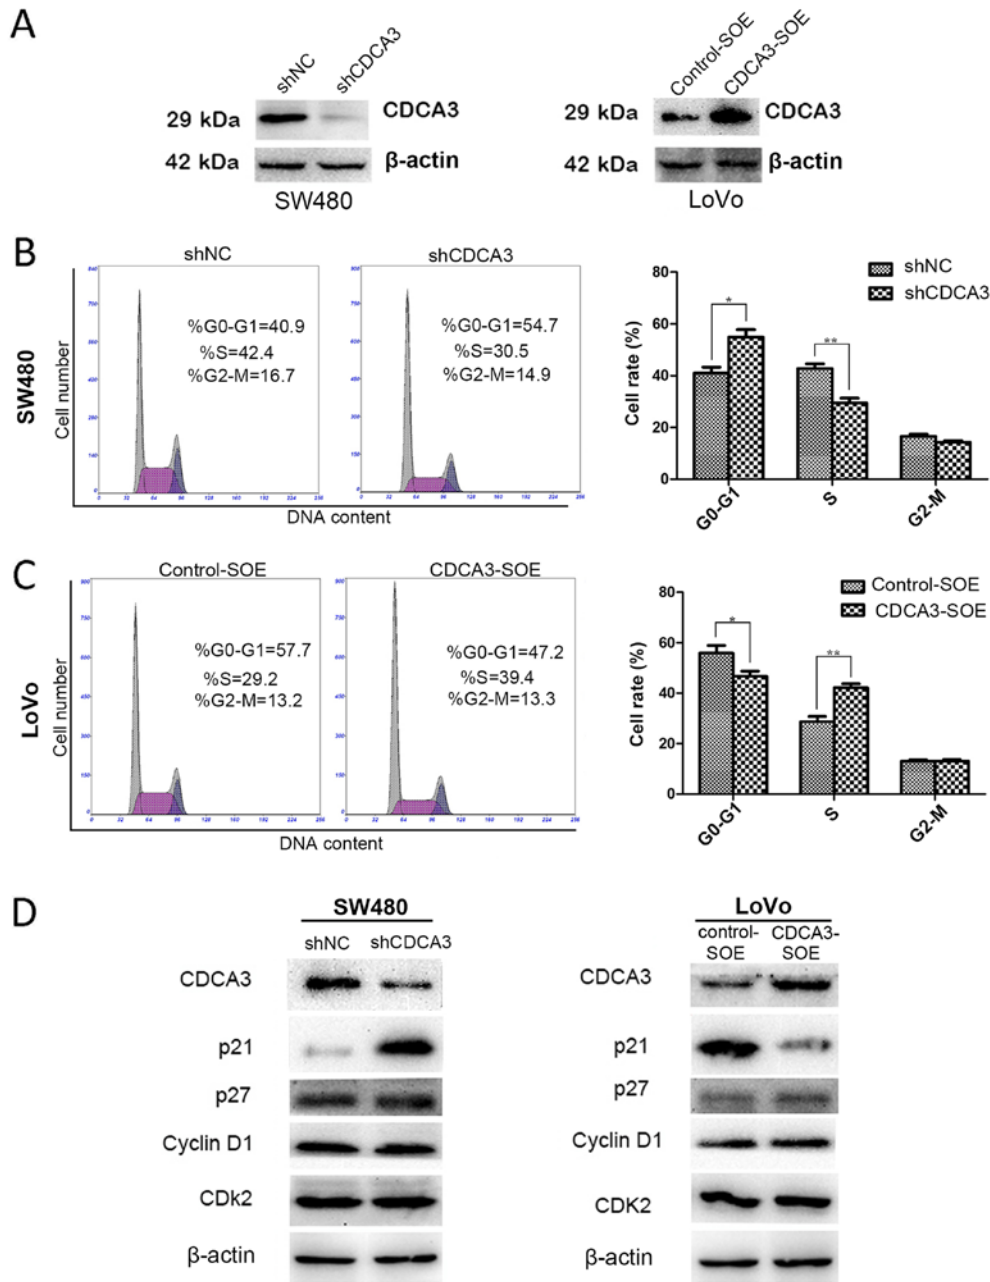 A
shNC
shCDCA3
29 kDa
CDCA3
42 kDa
β-actin
SW480
Control-SOE
CDCA3-SOE
29 kDa
CDCA3
42 kDa
β-actin
LoVo
B
SW480
shNC
Cell number
%G0-G1=40.9
%S=42.4
%G2-M=16.7
shCDCA3
%G0-G1=54.7
%S=30.5
%G2-M=14.9
DNA content
shNC
shCDCA3
Cell rate (%)
80
60
40
20
0
*
**
G0-G1
S
G2-M
C
LoVo
Control-SOE
Cell number
%G0-G1=57.7
%S=29.2
%G2-M=13.2
CDCA3-SOE
%G0-G1=47.2
%S=39.4
%G2-M=13.3
DNA content
Control-SOE
CDCA3-SOE
Cell rate (%)
80
60
40
20
0
*
**
G0-G1
S
G2-M
D
SW480
shNC shCDCA3
CDCA3
p21
p27
Cyclin D1
CDk2
β-actin
LoVo
control-SOE
CDCA3-SOE
CDCA3
p21
p27
Cyclin D1
CDK2
β-actin